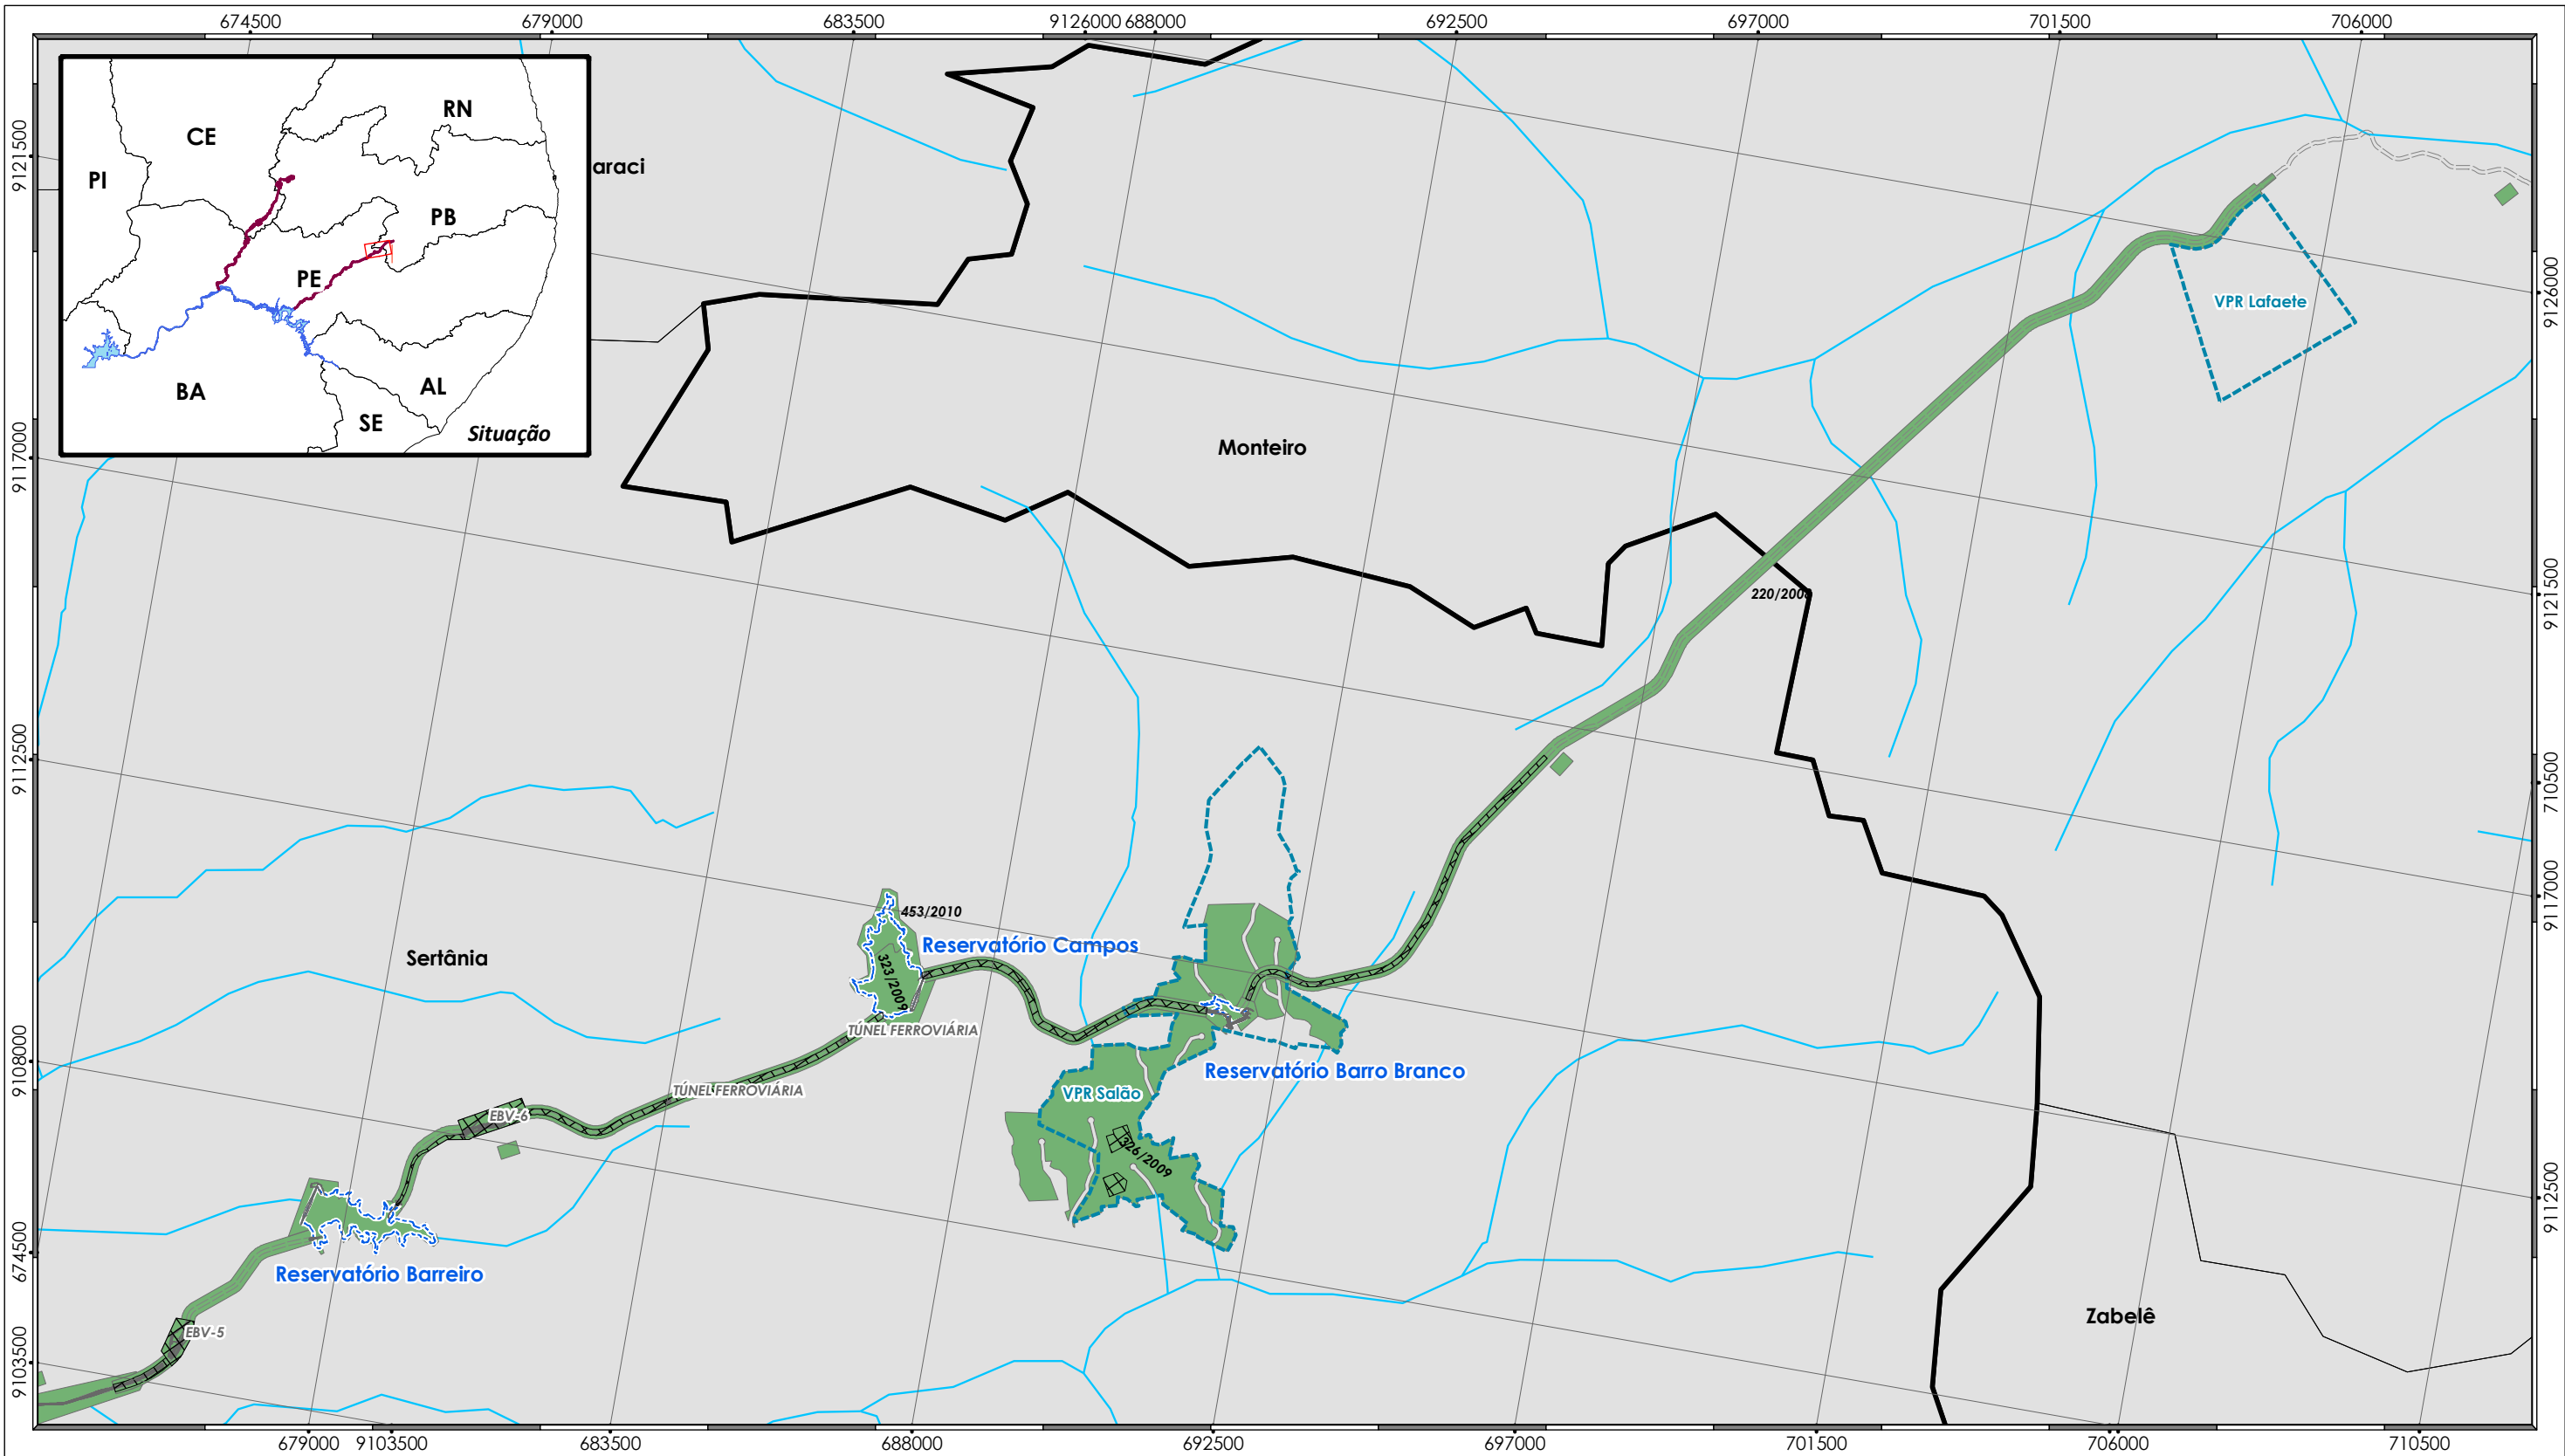 674500
679000
683500
9126000
688000
692500
697000
701500
706000
9121500
9117000
9112500
9108000
674500
9103500
CE
RN
PI
PB
PE
BA
AL
SE
Situação
araci
Monteiro
VPR Lafaete
453/2010
Reservatório Campos
Sertânia
323/2009
TÚNEL FERROVIÁRIA
Reservatório Barro Branco
TÚNEL FERROVIÁRIA
VPR Salão
EBV-6
326/2009
Reservatório Barreiro
EBV-5
Zabelê
9126000
9121500
710500
9117000
9112500
679000
9103500
683500
688000
692500
697000
701500
706000
710500